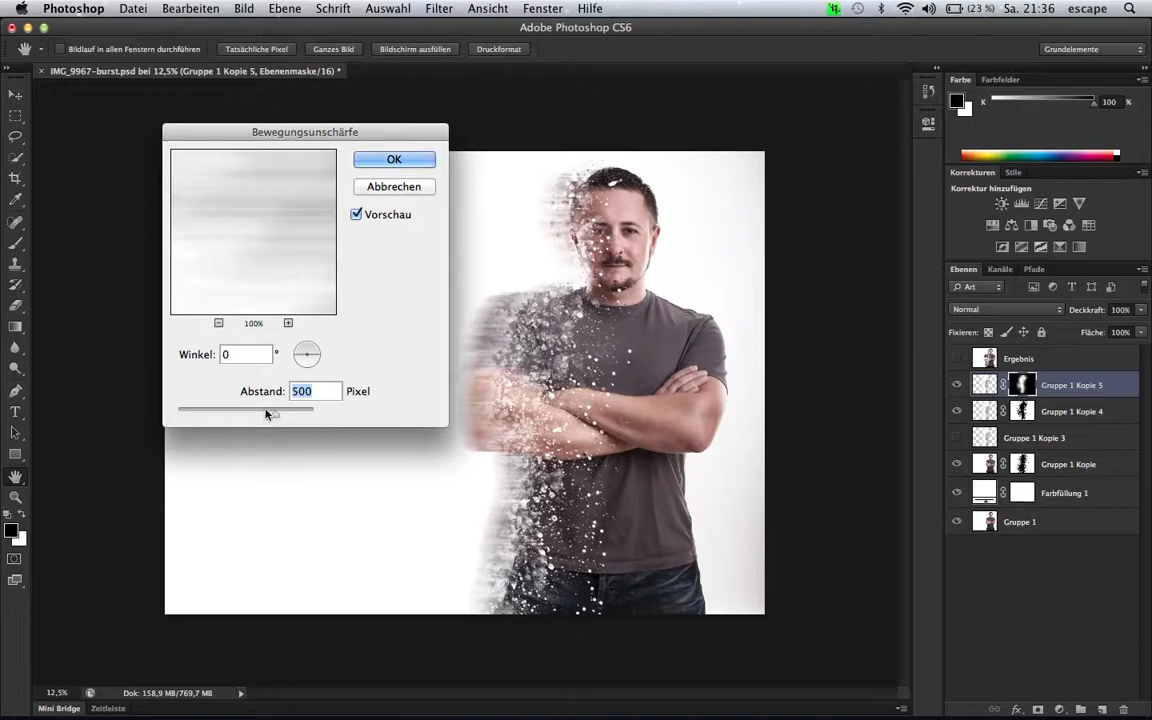 Photoshop Datei Bearbeiten Bild Ebene Schrift Auswahl Filter Ansicht Fenster Hilfe (23 %) Sa. 21:36 escape
Adobe Photoshop CS6
Bildlauf in allen Fenstern durchführen Tatsächliche Pixel Ganzes Bild Bildschirm ausfüllen Druckformat Grundelemente
IMG_9967-burst.psd bei 12,5% (Gruppe 1 Kopie 5, Ebenenmaske/16) *
Farbe Farbfelder
K 100 %
Bewegungsunschärfe
OK
Abbrechen
Vorschau
100%
Winkel: 0 °
Abstand: 500 Pixel
Korrekturen Stile
Korrektur hinzufügen
Ebenen Kanäle Pfade
Art
Normal Deckkraft: 100%
Fixieren: Fläche: 100%
Ergebnis
Gruppe 1 Kopie 5
Gruppe 1 Kopie 4
Gruppe 1 Kopie 3
Gruppe 1 Kopie
Farbfüllung 1
Gruppe 1
12,5% Dok: 158,9 MB/769,7 MB
Mini Bridge Zeitleiste